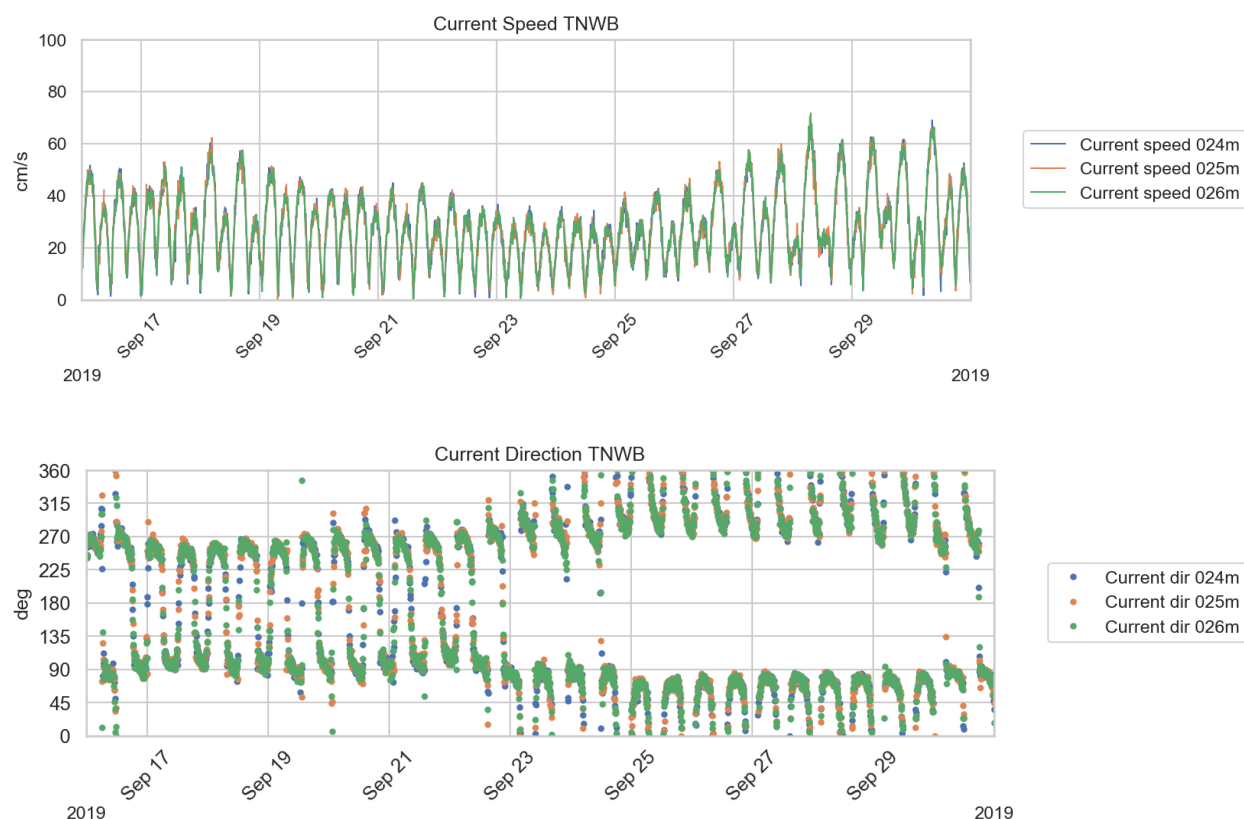 Current Speed TNWB
100
80
60
40
20
0
cm/s
Sep 17
Sep 19
Sep 21
Sep 23
Sep 25
Sep 27
Sep 29
2019
2019
Current speed 024m
Current speed 025m
Current speed 026m
Current Direction TNWB
360
315
270
225
180
135
90
45
0
deg
Sep 17
Sep 19
Sep 21
Sep 23
Sep 25
Sep 27
Sep 29
2019
2019
Current dir 024m
Current dir 025m
Current dir 026m